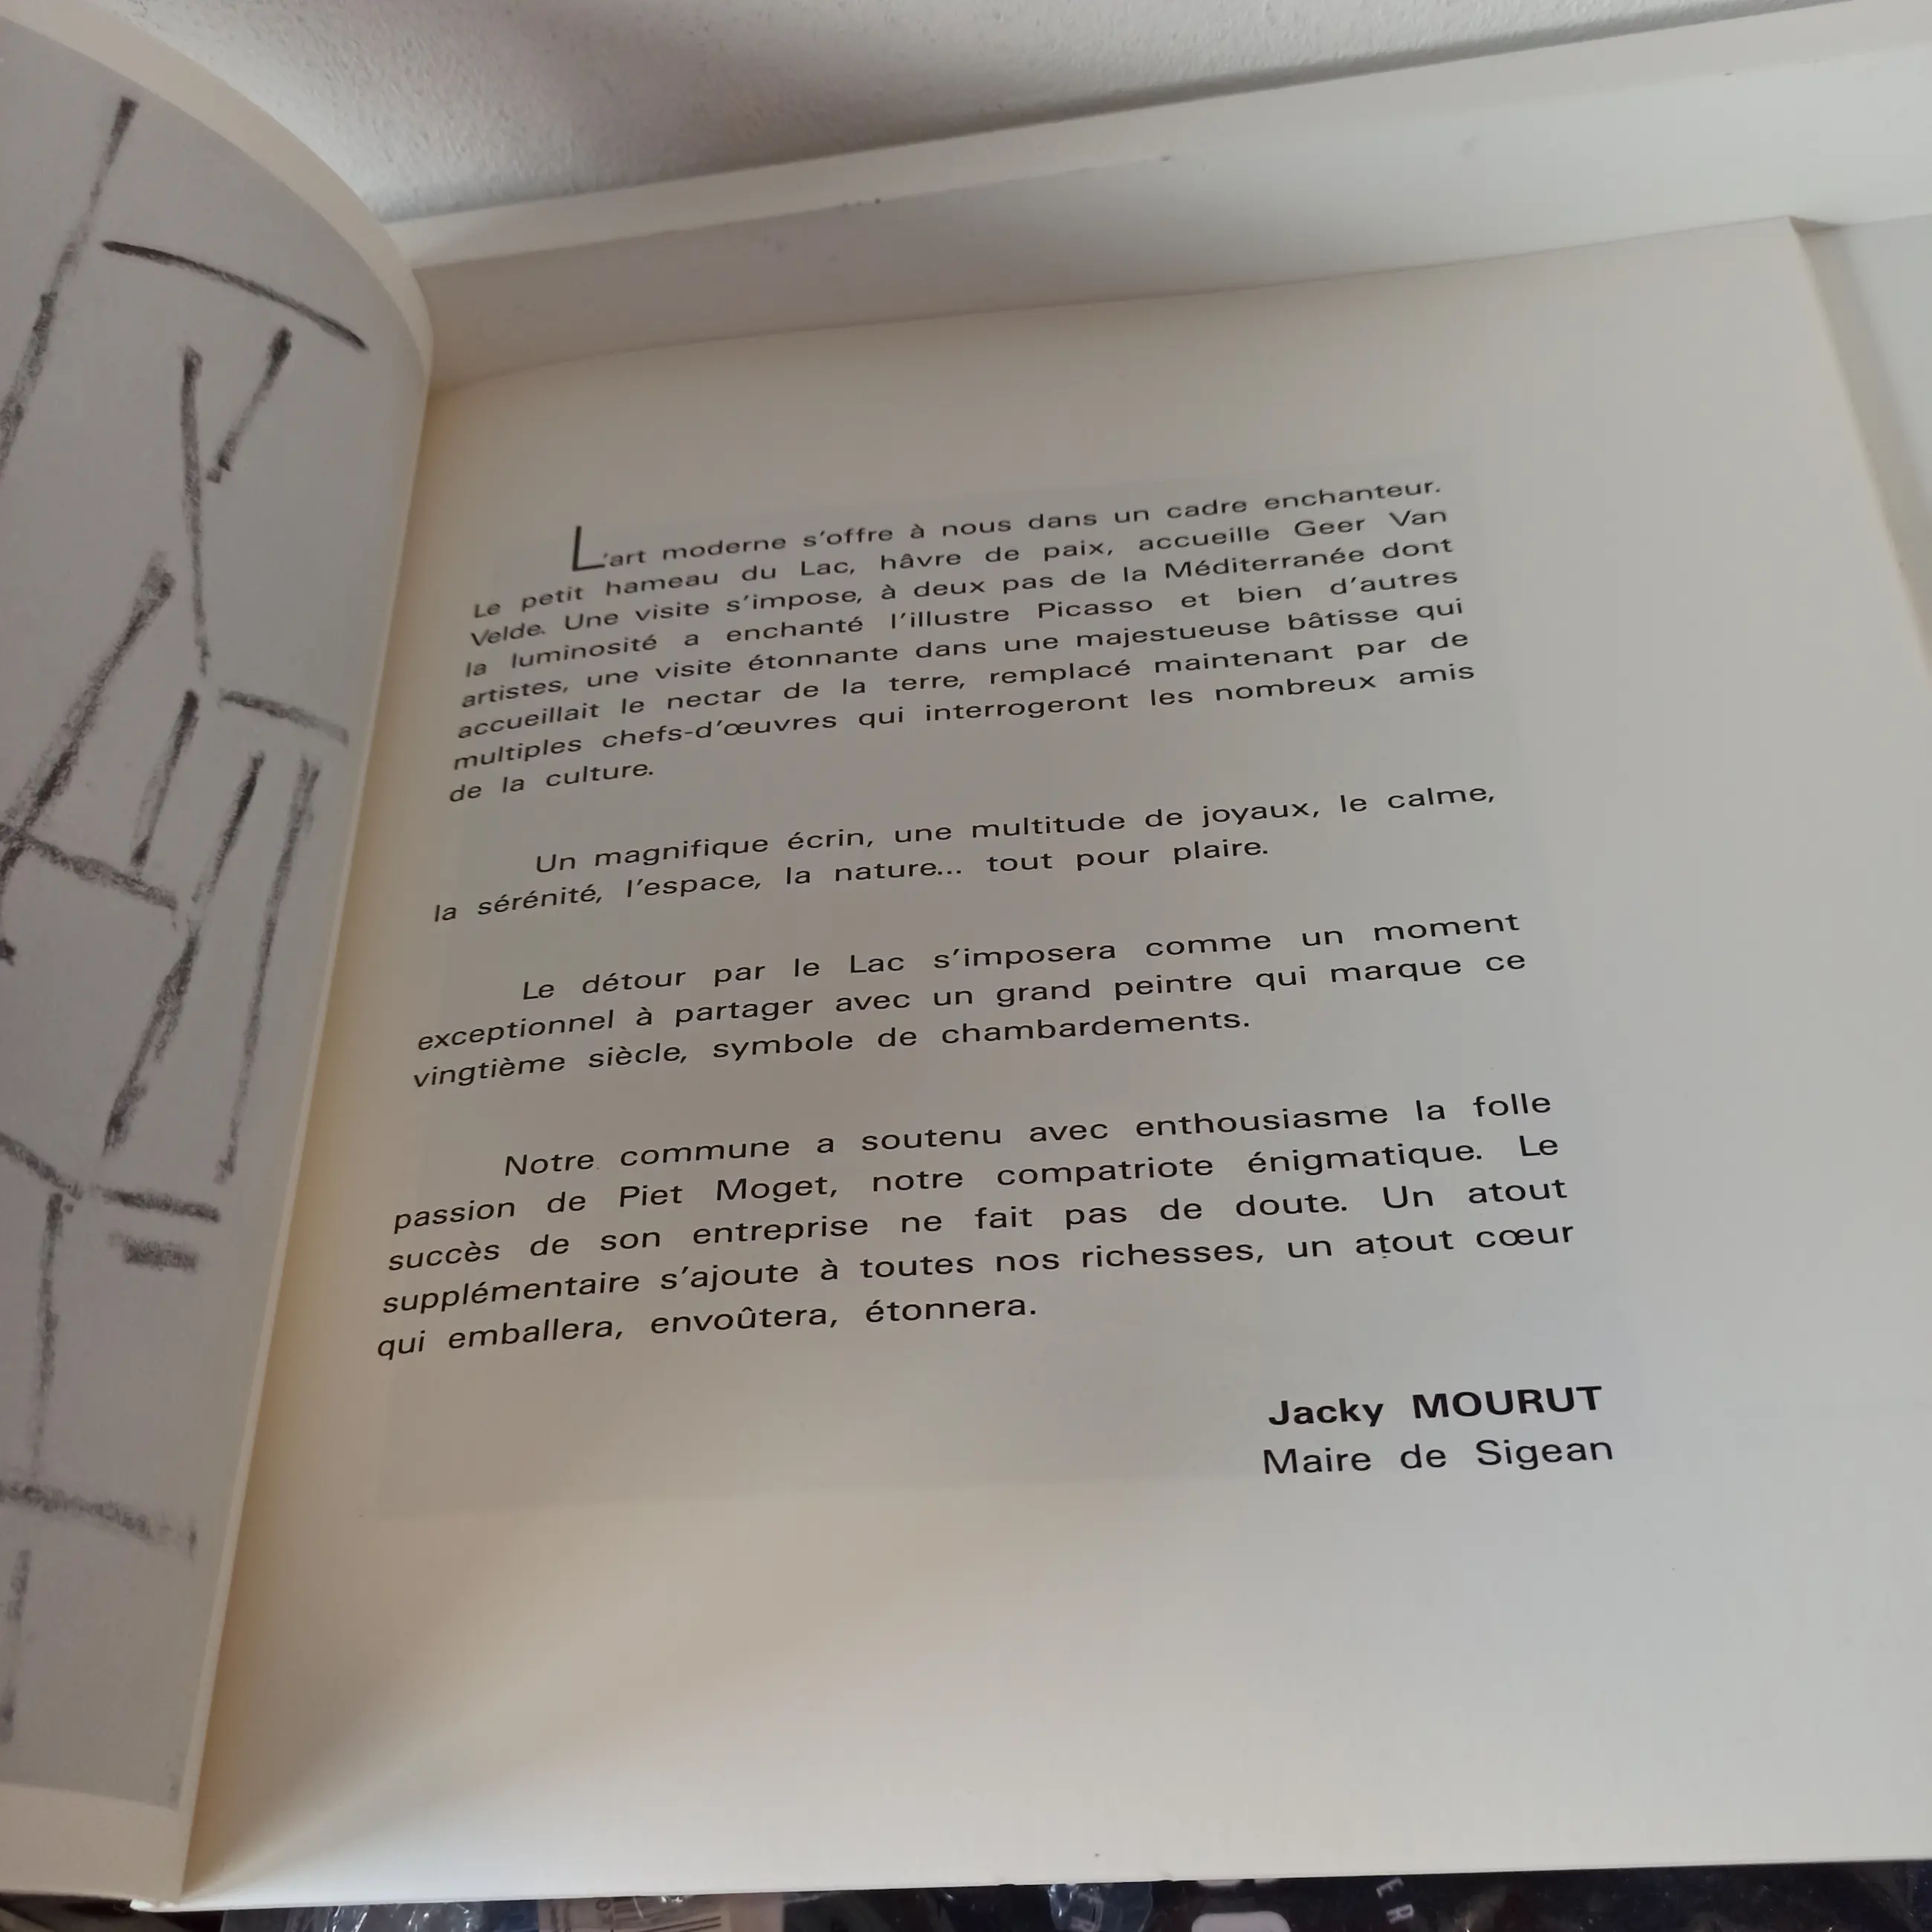 L'art moderne s'offre à nous dans un cadre enchanteur.
Le petit hameau du Lac, hâvre de paix, accueille Geer Van
Velde. Une visite s'impose, à deux pas de la Méditerranée dont
la luminosité a enchanté l'illustre Picasso et bien d'autres
artistes, une visite étonnante dans une majestueuse bâtisse qui
accueillait le nectar de la terre, remplacé maintenant par de
multiples chefs-d'œuvres qui interrogeront les nombreux amis
de la culture.
Un magnifique écrin, une multitude de joyaux, le calme,
la sérénité, l'espace, la nature... tout pour plaire.
Le détour par le Lac s'imposera comme un moment
exceptionnel à partager avec un grand peintre qui marque ce
vingtième siècle, symbole de chambardements.
Notre commune a soutenu avec enthousiasme la folle
passion de Piet Moget, notre compatriote énigmatique. Le
succès de son entreprise ne fait pas de doute. Un atout
supplémentaire s'ajoute à toutes nos richesses, un atout cœur
qui emballera, envoûtera, étonnera.
Jacky MOURUT
Maire de Sigean